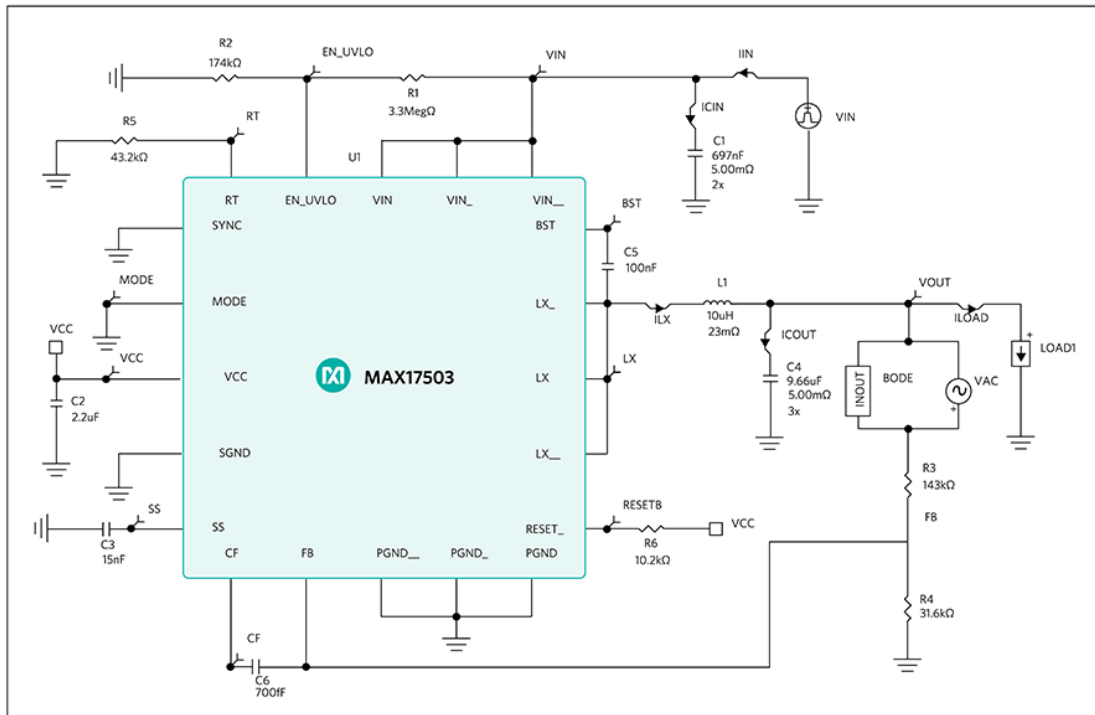 R2
174kΩ
EN_UVLO
R1
3.3MegΩ
VIN
IIN
ICIN
VIN
C1
697nF
5.00mΩ
2x
R5
43.2kΩ
RT
U1
RT
EN_UVLO
VIN
VIN_
VIN__
SYNC
BST
BST
C5
100nF
MODE
MODE
LX_
L1
10uH
23mΩ
ILX
VOUT
ILOAD
ICOUT
LOAD1
VCC
VCC
VCC
MAX17503
LX
LX
C4
9.66uF
5.00mΩ
3x
INOUT
BODE
VAC
C2
2.2uF
SGND
LX__
R3
143kΩ
SS
SS
C3
15nF
RESETB
RESET_
VCC
R6
10.2kΩ
FB
CF
FB
PGND__
PGND_
PGND
R4
31.6kΩ
CF
C6
700fF